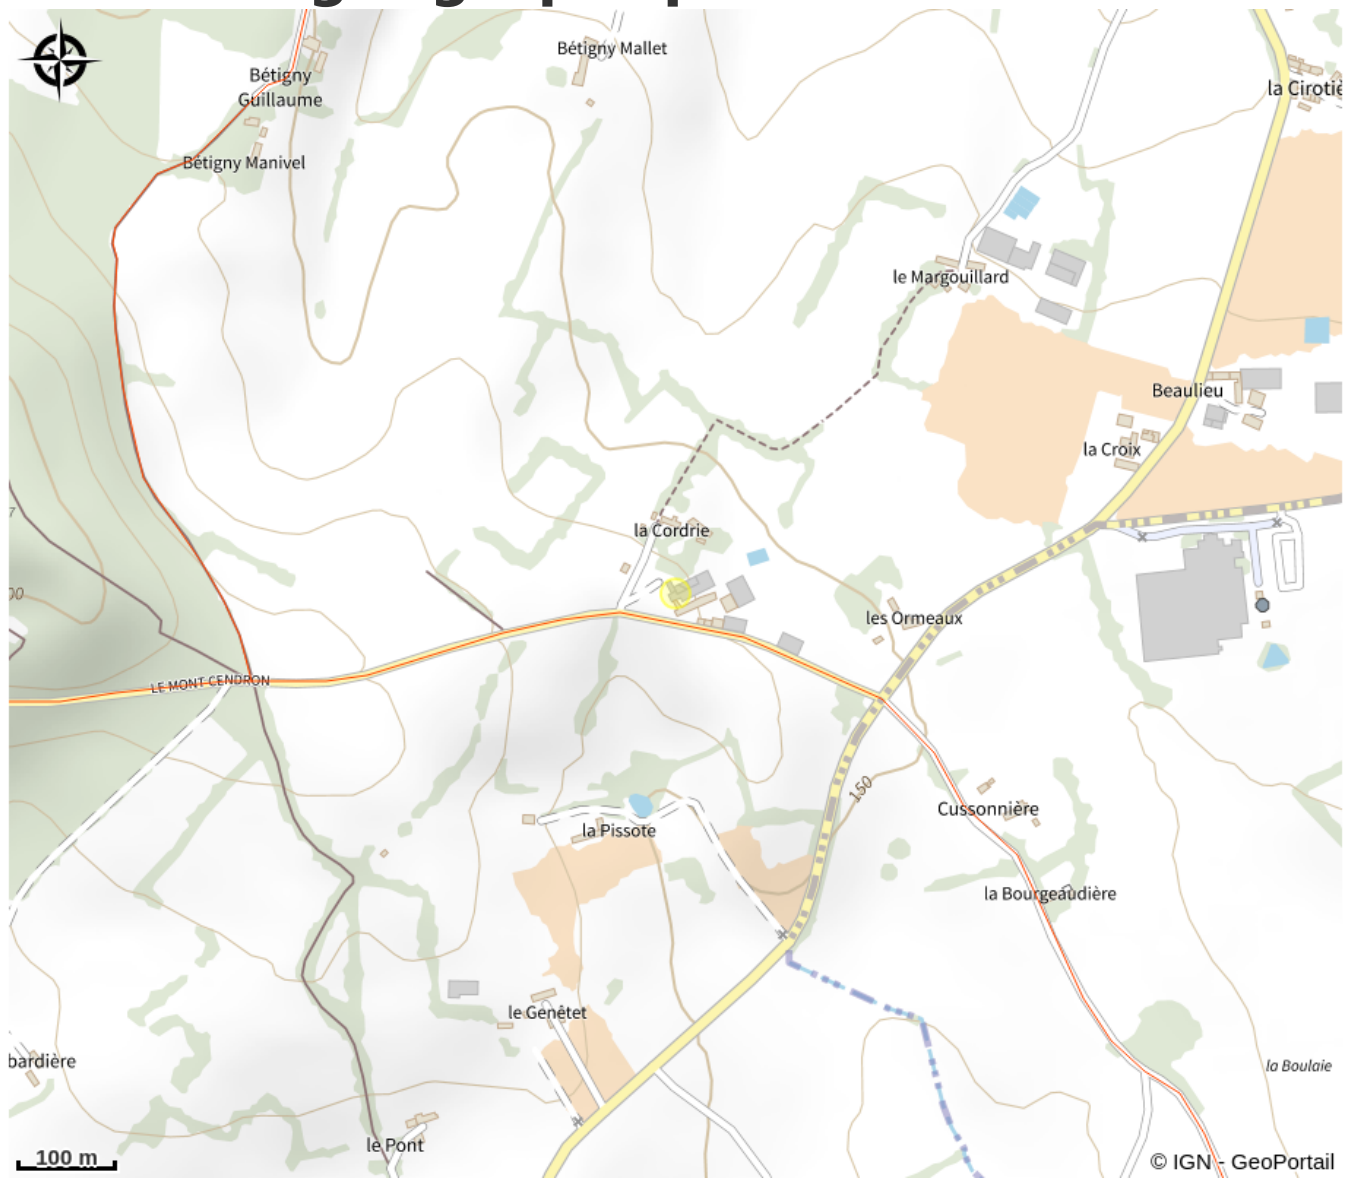 Bétigny Mallet
Bétigny
Guillaume
la Cirotiè
Bétigny Manivel
le Margouillard
Beaulieu
la Croix
la Cordrie
les Ormeaux
LE MONT CENDRON
150
Cussonnière
la Pissote
la Bourgeaudière
le Genêtet
bardière
la Boulaie
le Pont
100 m
© IGN - GeoPortail